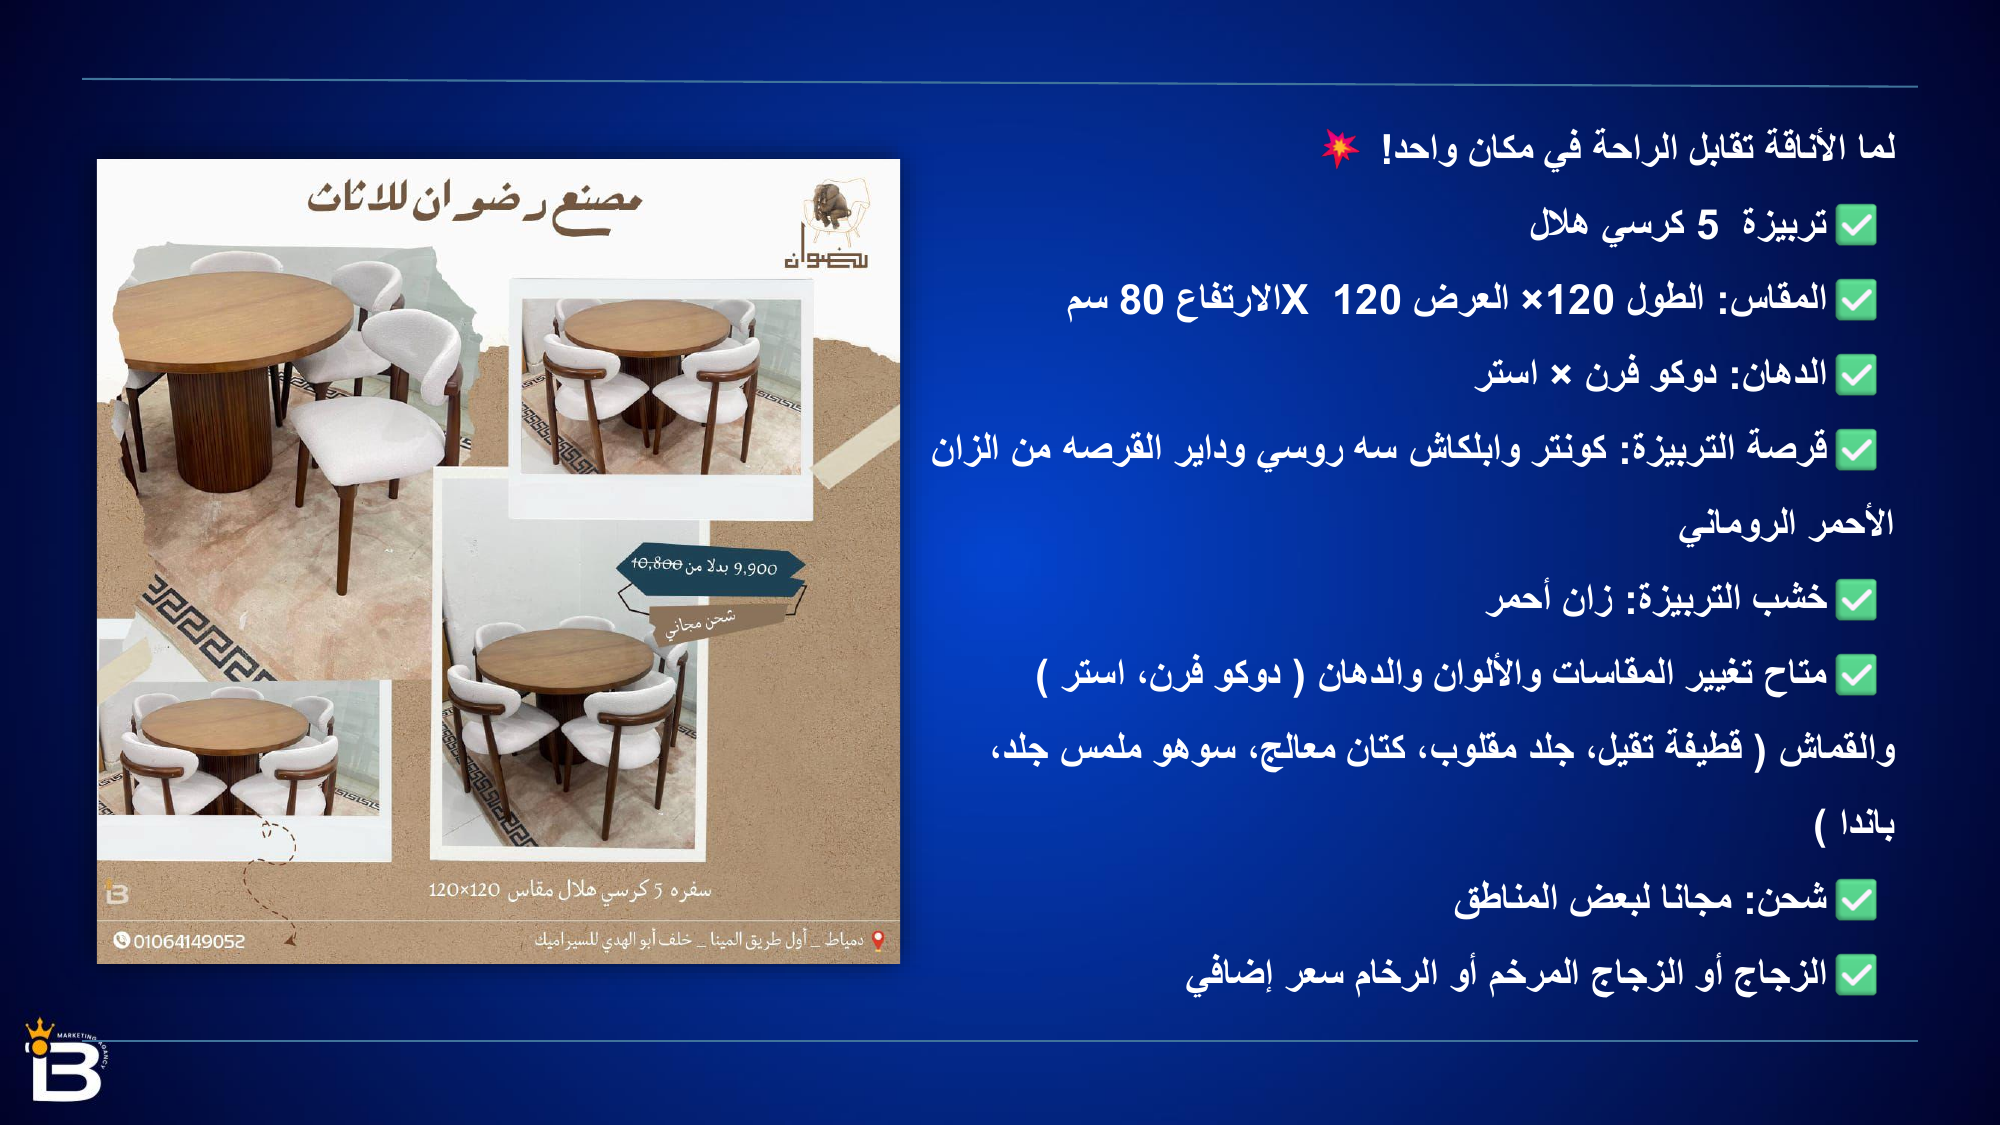 لما الأناقة تقابل الراحة في مكان واحد! 💥
✅ تربيزة 5 كرسي هلال
✅ المقاس: الطول 120× العرض 120 Xالارتفاع 80 سم
✅ الدهان: دوكو فرن × استر
✅ قرصة التربيزة: كونتر وابلكاش سه روسي وداير القرصه من الزان
الأحمر الروماني
✅ خشب التربيزة: زان أحمر
✅ متاح تغيير المقاسات والألوان والدهان ( دوكو فرن، استر )
والقماش ( قطيفة تقيل، جلد مقلوب، كتان معالج، سوهو ملمس جلد،
باندا )
✅ شحن: مجانا لبعض المناطق
✅ الزجاج أو الزجاج المرخم أو الرخام سعر إضافي
مصنع رضوان للاثاث
رضوان
9,900 بدلا من 10,800
شحن مجاني
سفره 5 كرسي هلال مقاس 120×120
دمياط _ أول طريق المينا _ خلف أبو الهدي للسيراميك
01064149052
iB
MARKETING AGANCY
iB